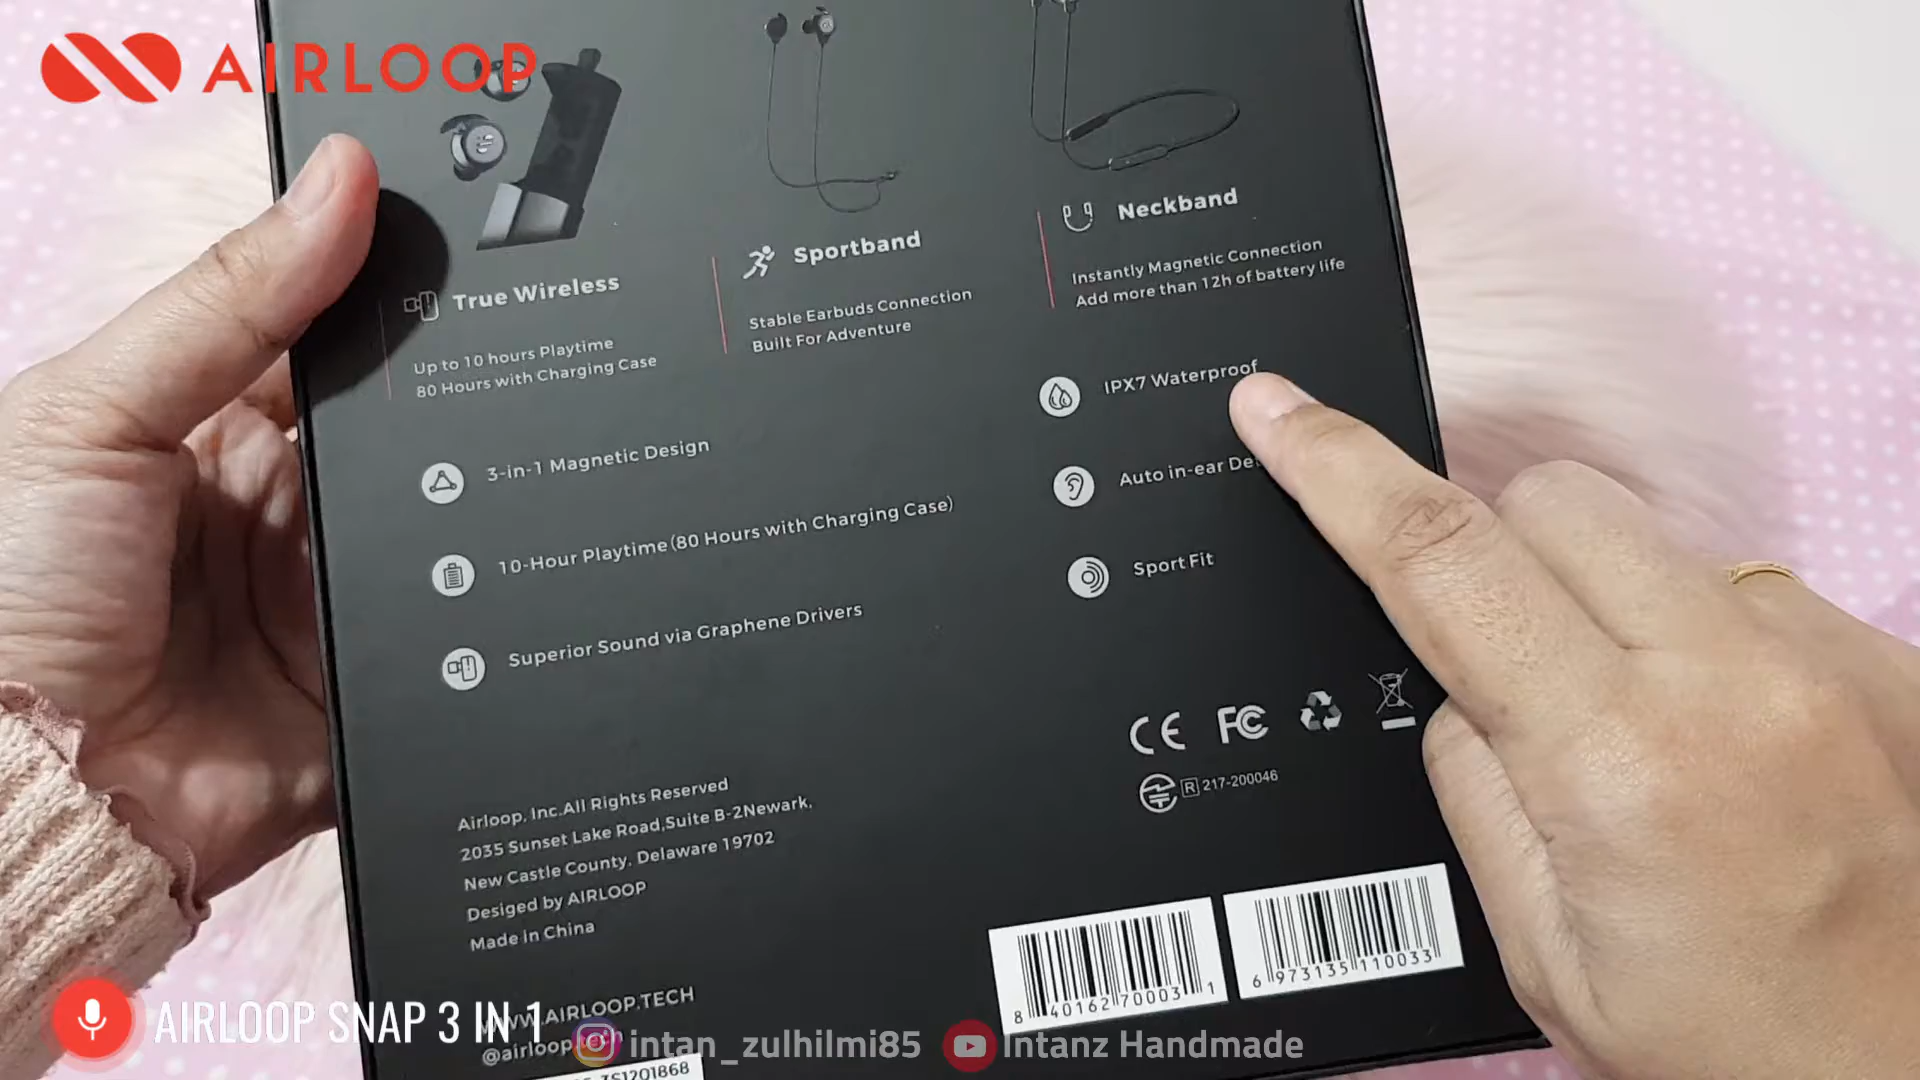 AIRLOOP
True Wireless
Up to 10 hours Playtime
80 Hours with Charging Case
Sportband
Stable Earbuds Connection
Built For Adventure
Neckband
Instantly Magnetic Connection
Add more than 12h of battery life
3-in-1 Magnetic Design
10-Hour Playtime(80 Hours with Charging Case)
Superior Sound via Graphene Drivers
IPX7 Waterproof
Auto in-ear
Sport Fit
CE FC
R 217-200046
Airloop, Inc.All Rights Reserved
2035 Sunset Lake Road,Suite B-2Newark,
New Castle County, Delaware 19702
Desiged by AIRLOOP
Made in China
WWW.AIRLOOP.TECH
8 40162 70003 1
6 973135 110033
AIRLOOP SNAP 3 IN 1
intan_zulhilmi85
Intanz Handmade